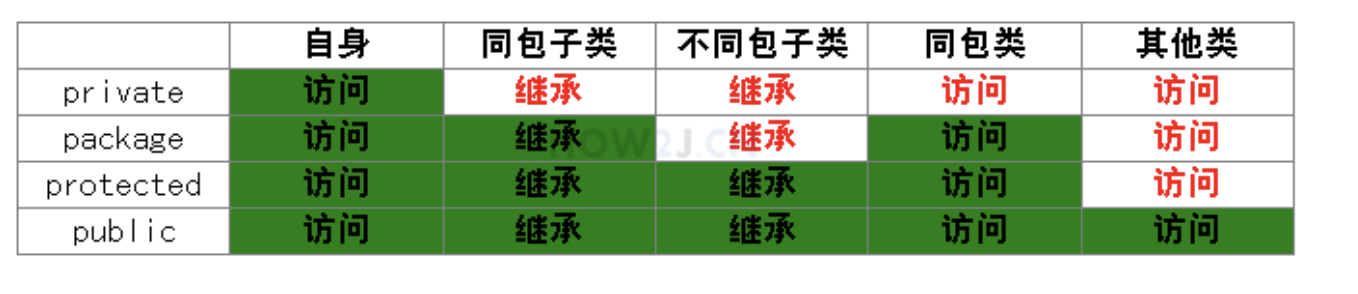 自身 同包子类 不同包子类 同包类 其他类
private 访问 继承 继承 访问 访问
package 访问 继承 继承 访问 访问
protected 访问 继承 继承 访问 访问
public 访问 继承 继承 访问 访问